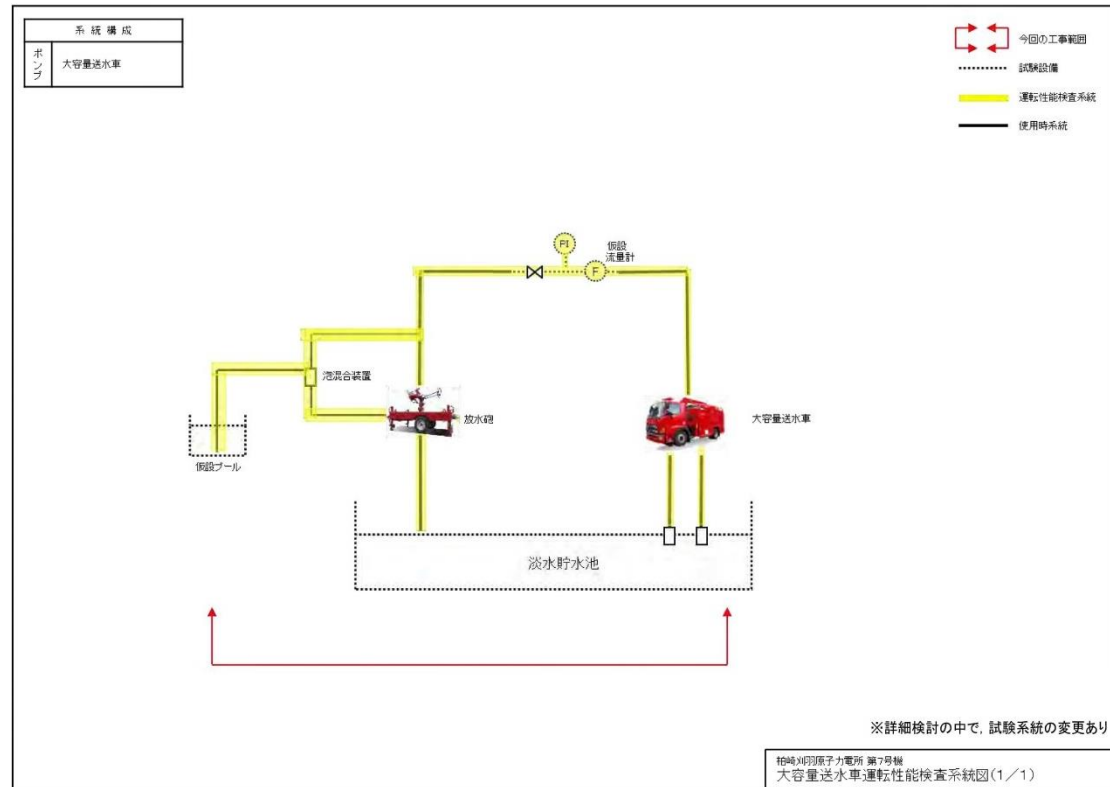 系統構成
ポンプ
大容量送水車
今回の工事範囲
試験設備
運転性能検査系統
使用時系統
PI
仮設
流量計
F
泡混合装置
放水砲
大容量送水車
仮設プール
淡水貯水池
※詳細検討の中で,試験系統の変更あり
柏崎刈羽原子力発電所 第7号機
大容量送水車運転性能検査系統図(1/1)